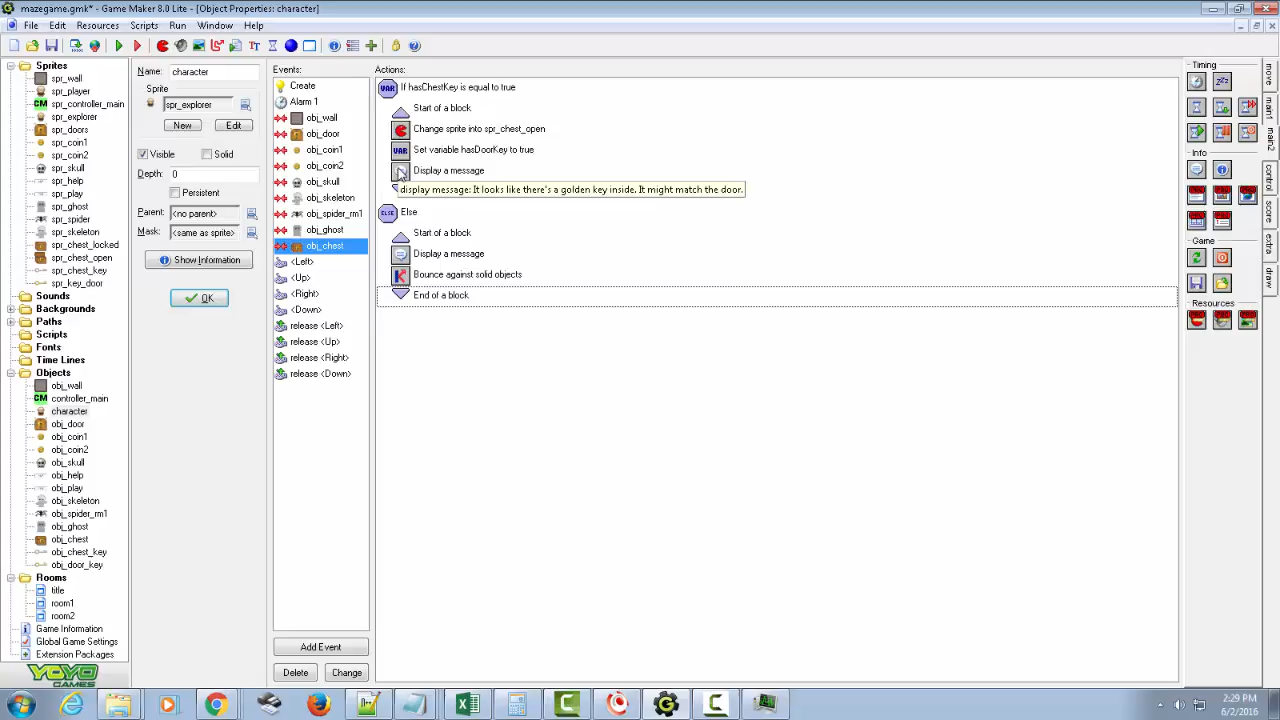 mazegame.gmk* - Game Maker 8.0 Lite - [Object Properties: character]
File Edit Resources Scripts Run Window Help
Sprites
spr_wall
spr_player
CM spr_controller_main
spr_explorer
spr_doors
spr_coin1
spr_coin2
spr_skull
spr_help
spr_play
spr_ghost
spr_spider
spr_chest_locked
spr_chest_open
spr_chest_key
spr_key_door
Sounds
Backgrounds
Paths
Scripts
Fonts
Time Lines
Objects
obj_wall
CM controller_main
character
obj_door
obj_coin1
obj_coin2
obj_skull
obj_help
obj_play
obj_skeleton
obj_spider_rm1
obj_ghost
obj_chest
obj_chest_key
obj_door_key
Rooms
title
room1
room2
Game Information
Global Game Settings
Extension Packages
YOYO
GAMES
Name: character
Sprite
spr_explorer
New Edit
Visible Solid
Depth: 0
Persistent
Parent: <no parent>
Mask: <same as sprite>
Show Information
OK
Events:
Create
Alarm 1
obj_wall
obj_door
obj_coin1
obj_coin2
obj_skull
obj_skeleton
obj_spider_rm1
obj_ghost
obj_chest
<Left>
<Up>
<Right>
<Down>
release <Left>
release <Up>
release <Right>
release <Down>
Add Event
Delete Change
Actions:
VAR If hasChestKey is equal to true
Start of a block
Change sprite into spr_chest_open
VAR Set variable hasDoorKey to true
Display a message
display message: It looks like there's a golden key inside. It might match the door.
ELSE Else
Start of a block
Display a message
Bounce against solid objects
End of a block
Timing
Info
Game
Resources
move
main1
main2
control
score
extra
draw
2:29 PM
6/2/2016